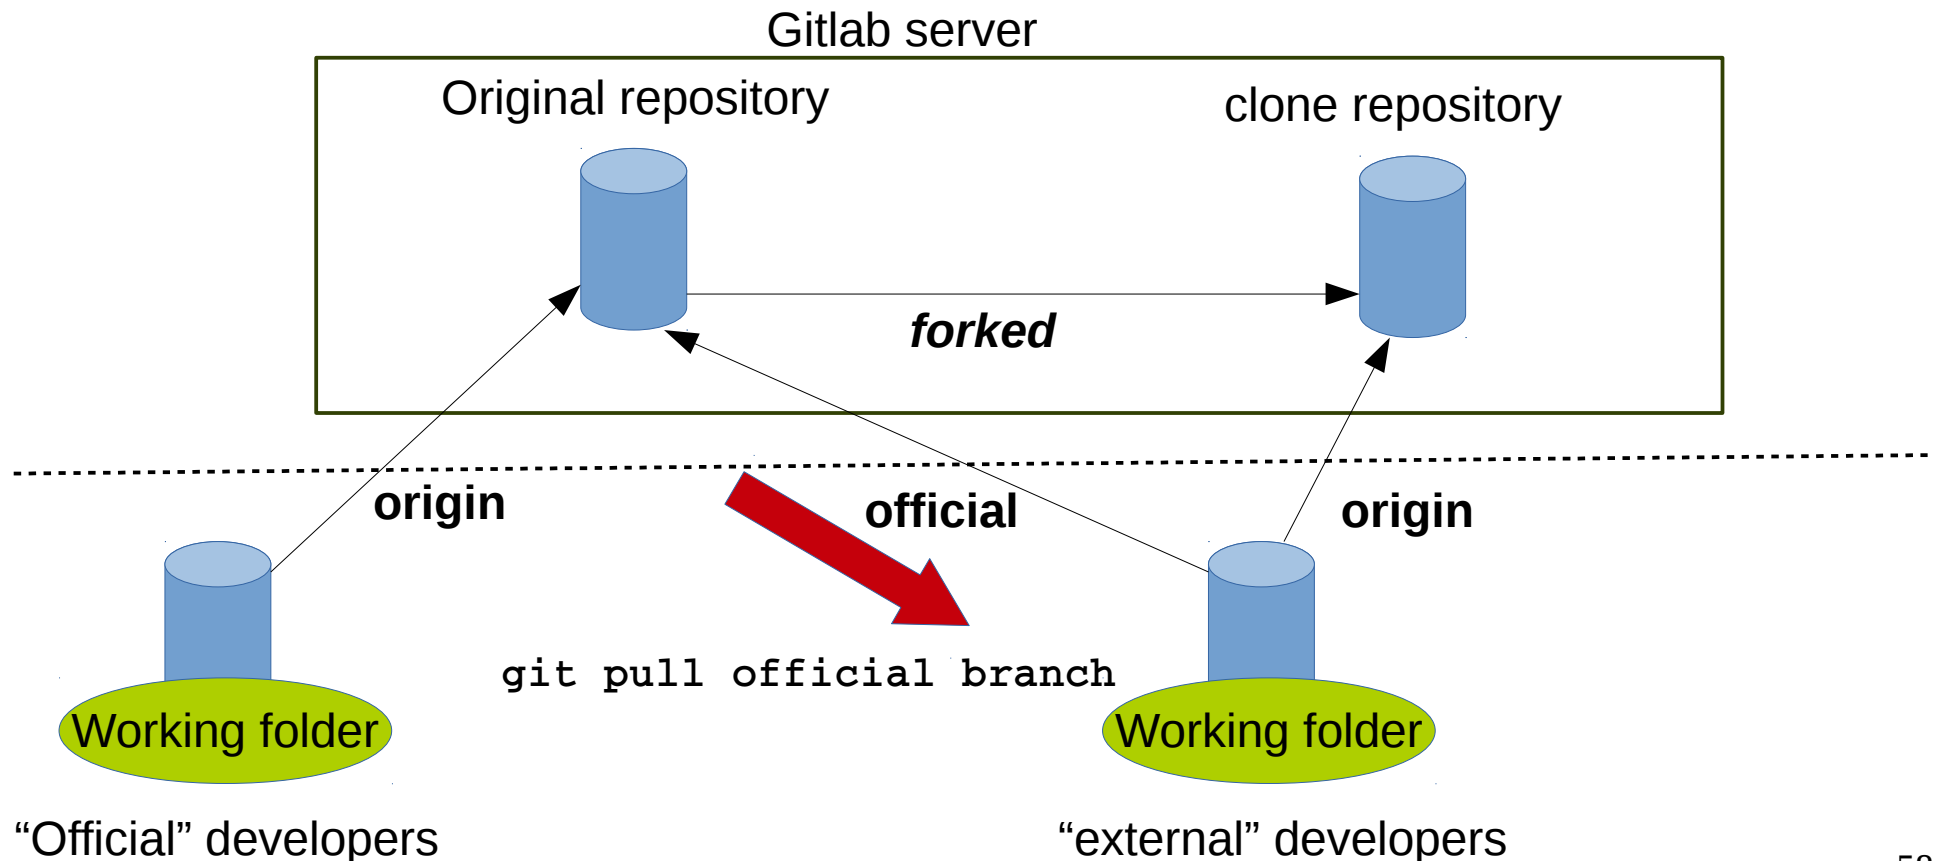 Gitlab server
Original repository
clone repository
forked
origin
official
origin
git pull official branch
Working folder
Working folder
“Official” developers
“external” developers